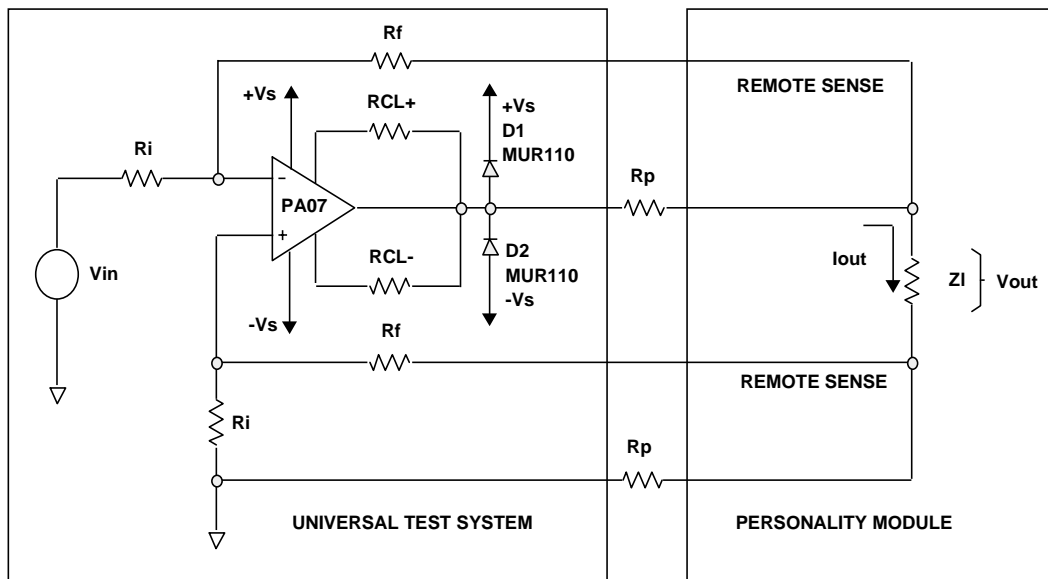 Rf
REMOTE SENSE
+Vs
RCL+
+Vs
D1
MUR110
Ri
Rp
−
PA07
+
Vin
RCL-
D2
MUR110
-Vs
Iout
Zl
Vout
-Vs
Rf
REMOTE SENSE
Ri
Rp
UNIVERSAL TEST SYSTEM
PERSONALITY MODULE